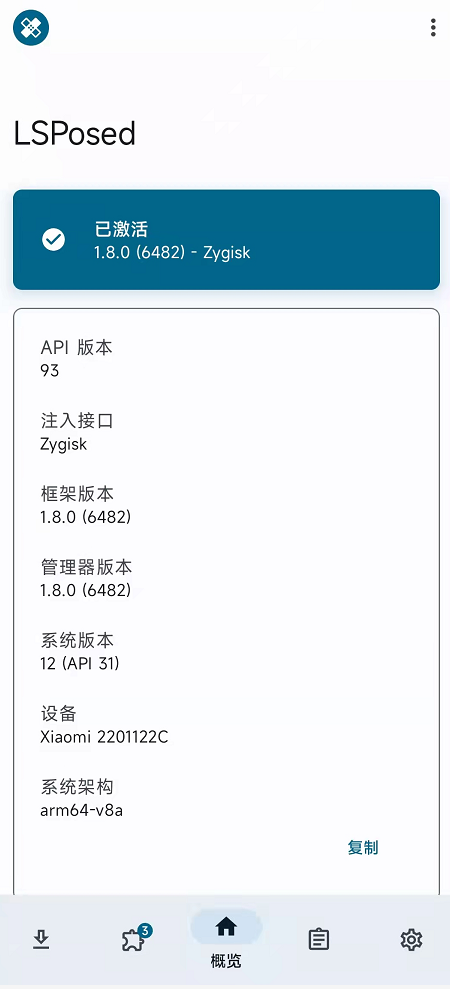 LSPosed
已激活
1.8.0 (6482) - Zygisk
API 版本
93
注入接口
Zygisk
框架版本
1.8.0 (6482)
管理器版本
1.8.0 (6482)
系统版本
12 (API 31)
设备
Xiaomi 2201122C
系统架构
arm64-v8a
复制
3
概览